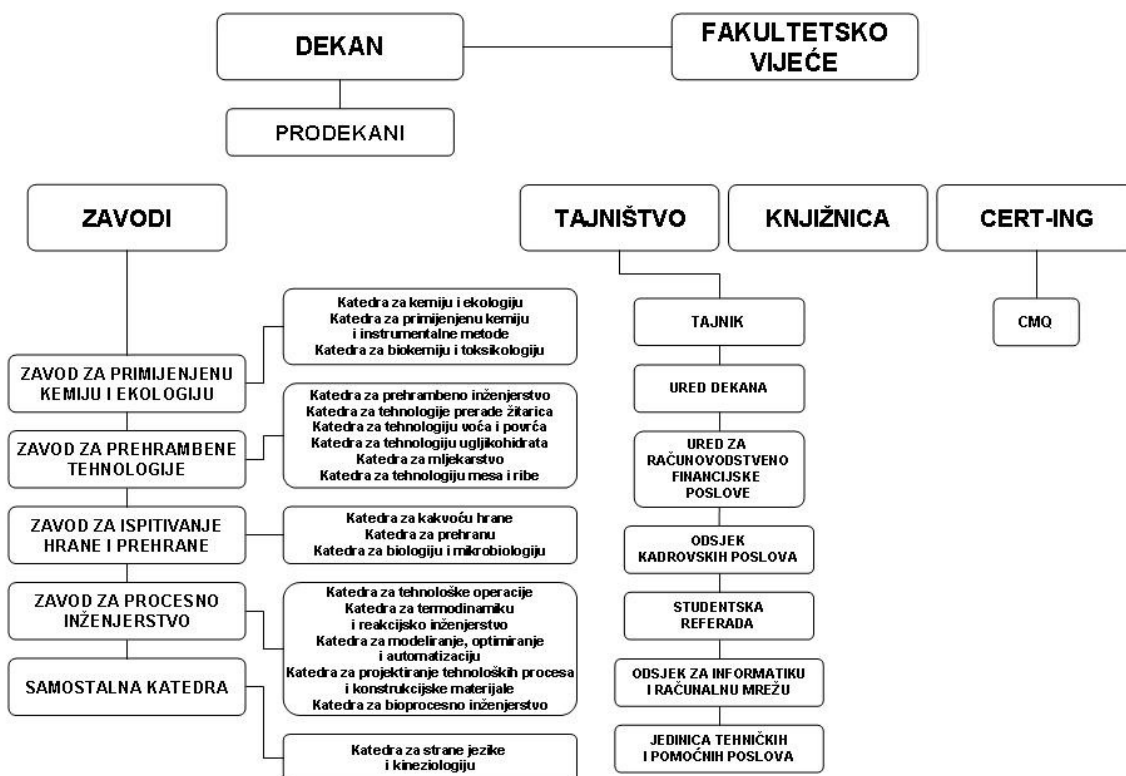 DEKAN
FAKULTETSKO
VIJEĆE
PRODEKANI
ZAVODI
TAJNIŠTVO
KNJIŽNICA
CERT-ING
ZAVOD ZA PRIMIJENJENU
KEMIJU I EKOLOGIJU
Katedra za kemiju i ekologiju
Katedra za primijenjenu kemiju
i instrumentalne metode
Katedra za biokemiju i toksikologiju
ZAVOD ZA PREHRAMBENE
TEHNOLOGIJE
Katedra za prehrambeno inženjerstvo
Katedra za tehnologije prerade žitarica
Katedra za tehnologiju voća i povrća
Katedra za tehnologiju ugljikohidrata
Katedra za mljekarstvo
Katedra za tehnologiju mesa i ribe
ZAVOD ZA ISPITIVANJE
HRANE I PREHRANE
Katedra za kakvoću hrane
Katedra za prehranu
Katedra za biologiju i mikrobiologiju
ZAVOD ZA PROCESNO
INŽENJERSTVO
Katedra za tehnološke operacije
Katedra za termodinamiku
i reakcijsko inženjerstvo
Katedra za modeliranje, optimiranje
i automatizaciju
Katedra za projektiranje tehnoloških procesa
i konstrukcijske materijale
Katedra za bioprocesno inženjerstvo
SAMOSTALNA KATEDRA
Katedra za strane jezike
i kineziologiju
TAJNIK
URED DEKANA
URED ZA
RAČUNOVODSTVENO
FINANCIJSKE
POSLOVE
ODSJEK
KADROVSKIH POSLOVA
STUDENTSKA
REFERADA
ODSJEK ZA INFORMATIKU
I RAČUNALNU MREŽU
JEDINICA TEHNIČKIH
I POMOĆNIH POSLOVA
CMQ